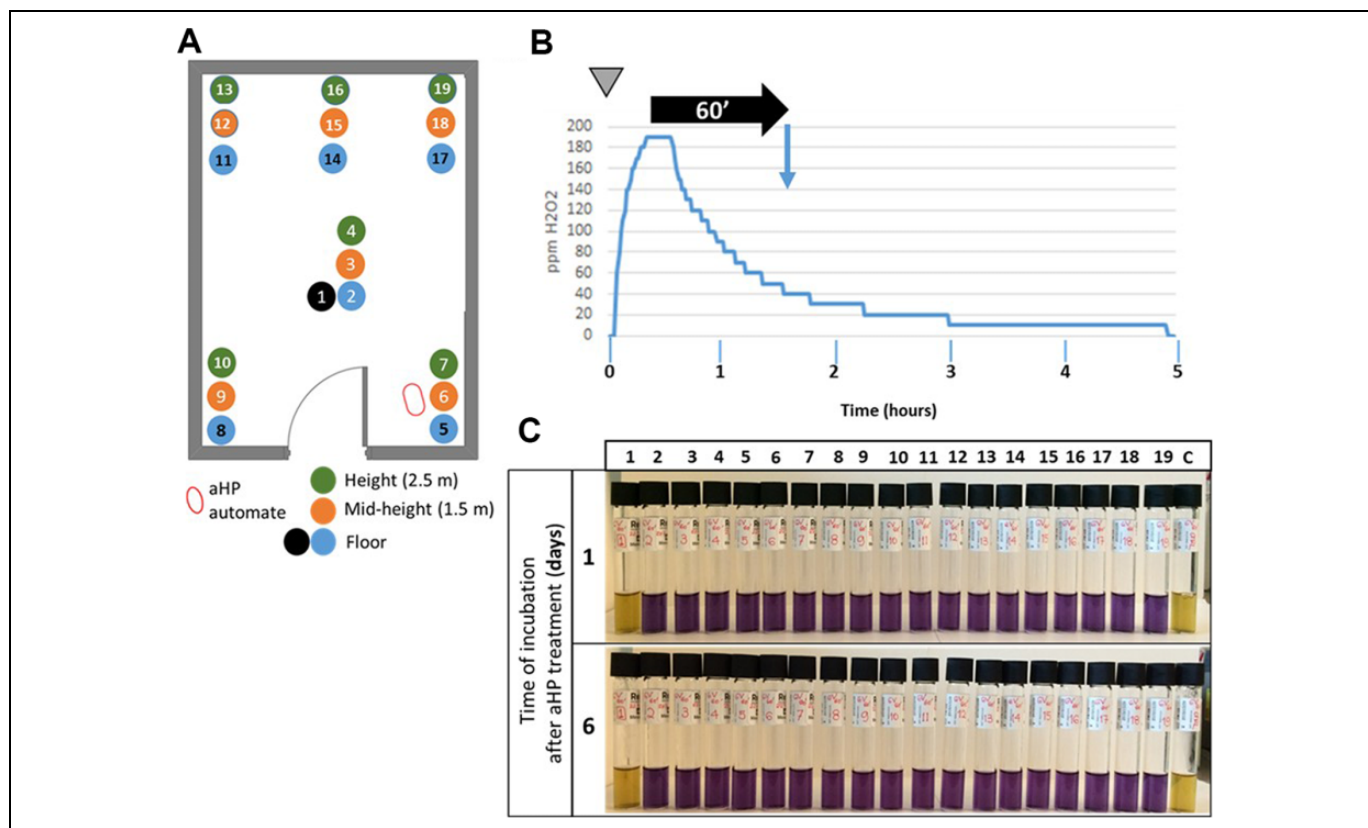 A
13 16 19
12 15 18
11 14 17
4
3
1 2
10 7
9 6
8 5
aHP
automate
Height (2.5 m)
Mid-height (1.5 m)
Floor
B
60’
200
180
160
140
120
100
80
60
40
20
0
ppm H2O2
0 1 2 3 4 5
Time (hours)
C
1 2 3 4 5 6 7 8 9 10 11 12 13 14 15 16 17 18 19 C
Time of incubation
after aHP treatment (days)
1
6